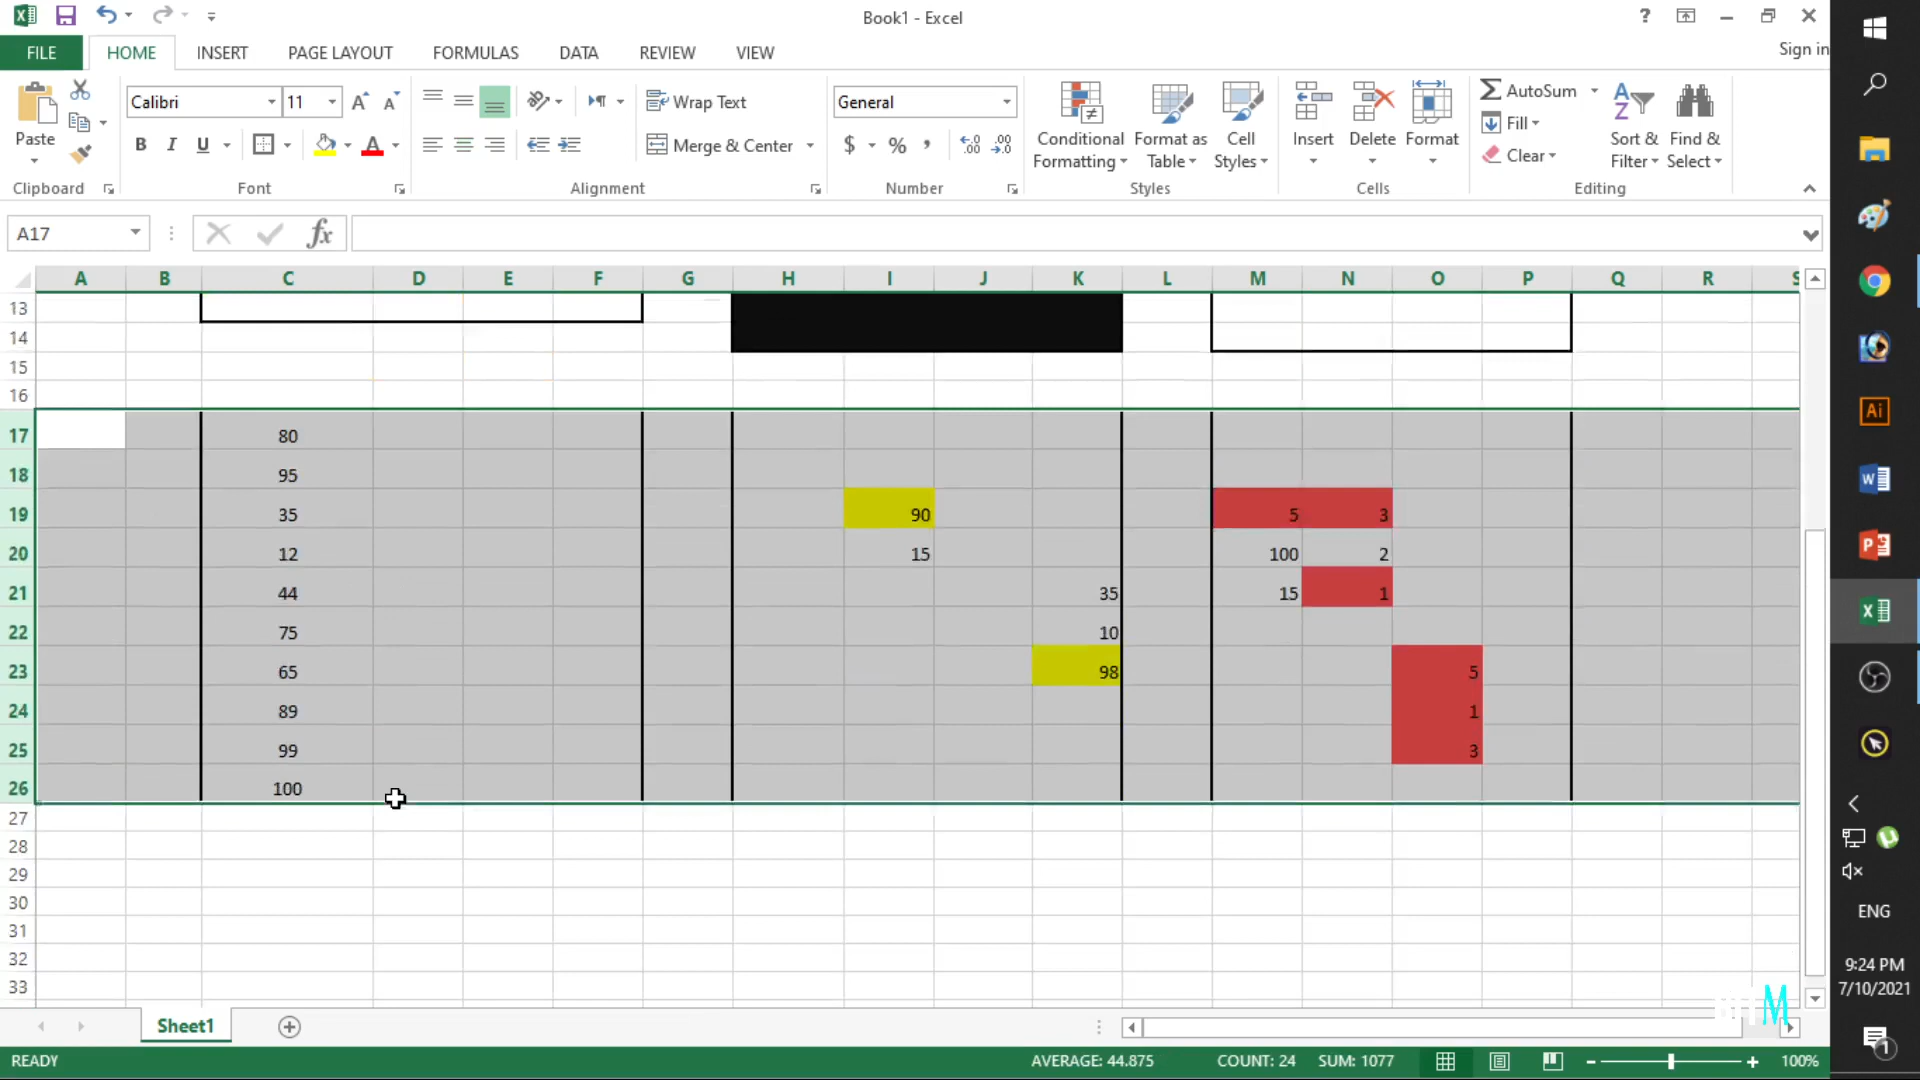 Book1 - Excel
?
Sign in
FILE HOME INSERT PAGE LAYOUT FORMULAS DATA REVIEW VIEW
Paste
Calibri 11
Wrap Text
General
Conditional Formatting
Format as Table
Cell Styles
Insert
Delete
Format
AutoSum
Fill
Clear
Sort & Filter
Find & Select
B I U
Merge & Center
$ % ,
Clipboard Font Alignment Number Styles Cells Editing
A17
fx
A B C D E F G H I J K L M N O P Q R S
13
14
15
16
17 80
18 95
19 35 90 5 3
20 12 15 100 2
21 44 35 15 1
22 75 10
23 65 98 5
24 89 1
25 99 3
26 100
27
28
29
30
31
32
33
Sheet1
READY AVERAGE: 44.875 COUNT: 24 SUM: 1077 100%
Ai
ENG
9:24 PM
7/10/2021
1